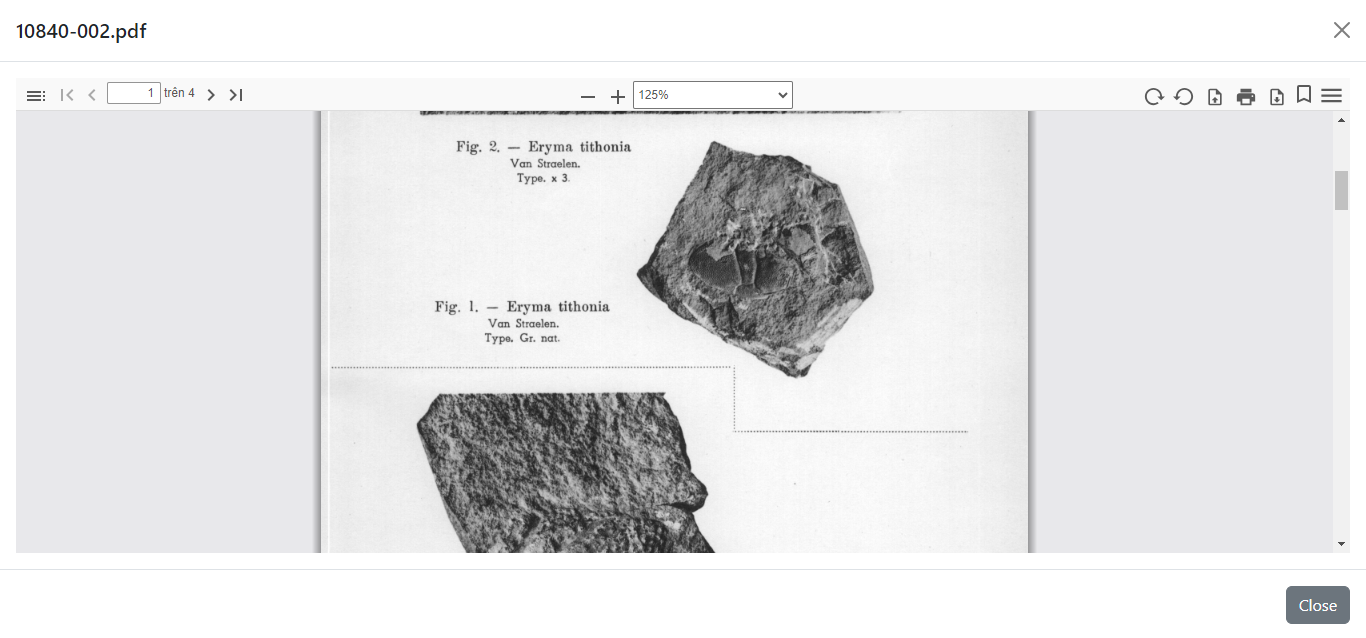 10840-002.pdf
1 trên 4
125%
Fig. 2. — Eryma tithonia
Van Straelen.
Type. x 3.
Fig. 1. — Eryma tithonia
Van Straelen.
Type. Gr. nat.
Close